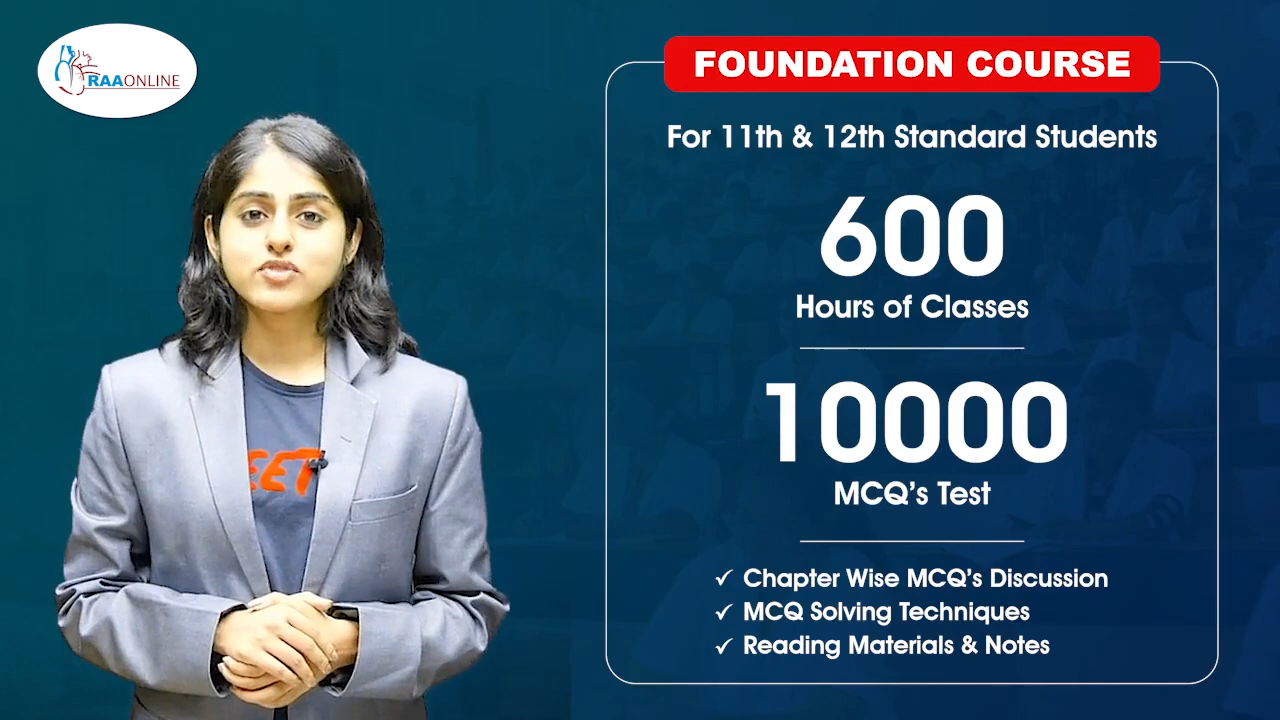 RAAONLINE
FOUNDATION COURSE
For 11th & 12th Standard Students
600
Hours of Classes
10000
MCQ's Test
✓ Chapter Wise MCQ's Discussion
✓ MCQ Solving Techniques
✓ Reading Materials & Notes
EET